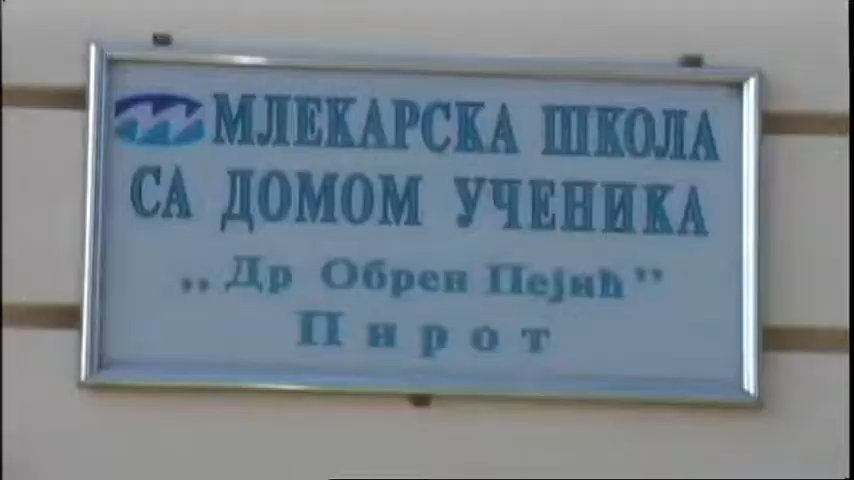 МЛЕКАРСКА ШКОЛА
СА ДОМОМ УЧЕНИКА
,,Др Обрен Пејић”
Пирот